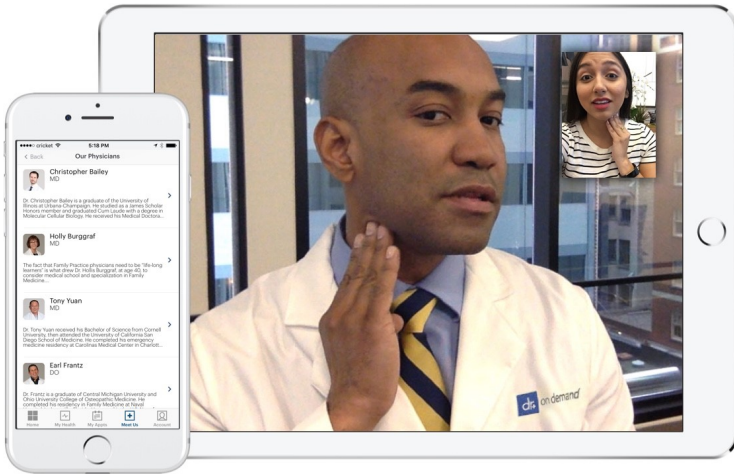 cricket 5:18 PM
Back Our Physicians
Christopher Bailey
MD
Dr. Christopher Bailey is a graduate of the University of
Illinois at Urbana-Champaign. He studied as a James Scholar
Honors member and graduated Cum Laude with a degree in
Molecular Cellular Biology. He received his Medical Doctora...
Holly Burggraf
MD
The fact that Family Practice physicians need to be "life-long
learners" is what drew Dr. Hollis Burggraf, at age 40, to
consider medical school and specialization in Family
Medicine...
Tony Yuan
MD
Dr. Tony Yuan received his Bachelor of Science from Cornell
University, then attended the University of California San
Diego School of Medicine. He completed his emergency
medicine residency at Carolinas Medical Center in Charlott...
Earl Frantz
DO
Dr. Frantz is a graduate of Central Michigan University and
Ohio University College of Osteopathic Medicine. He
completed his residency in Family Medicine at Naval
Home My Health My Appts Meet Us Account
dr. on demand